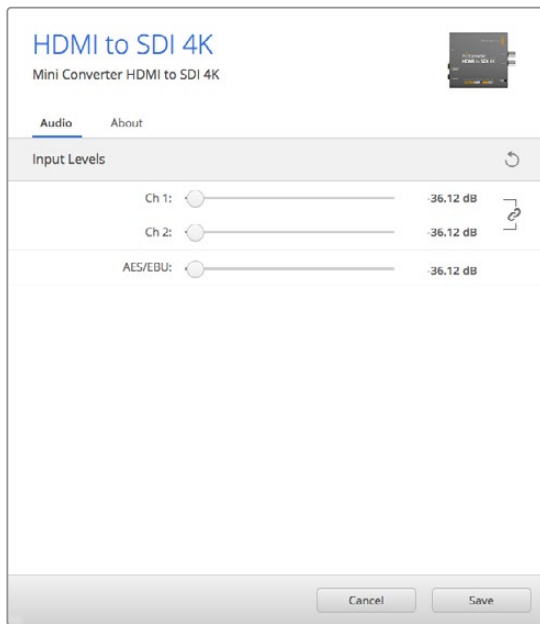 HDMI to SDI 4K
Mini Converter HDMI to SDI 4K
Audio About
Input Levels
Ch 1: -36.12 dB
Ch 2: -36.12 dB
AES/EBU: -36.12 dB
Cancel Save